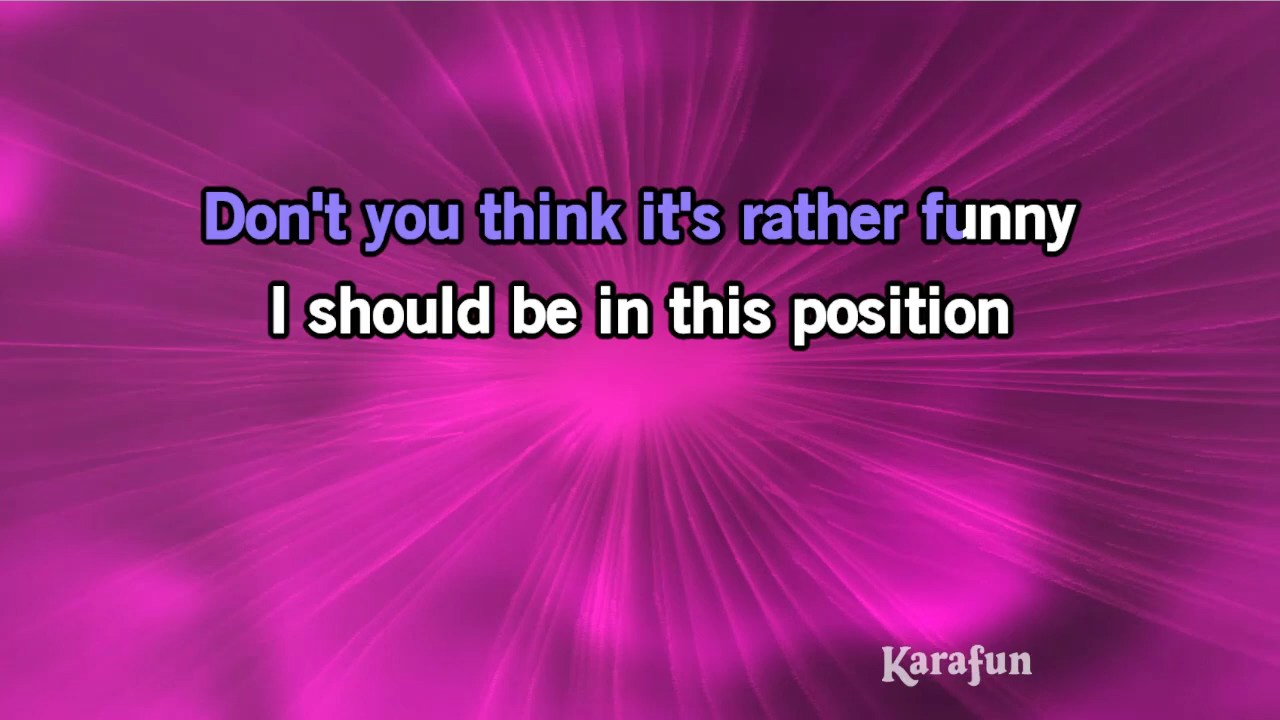 Don't you think it's rather funny
I should be in this position
Karafun